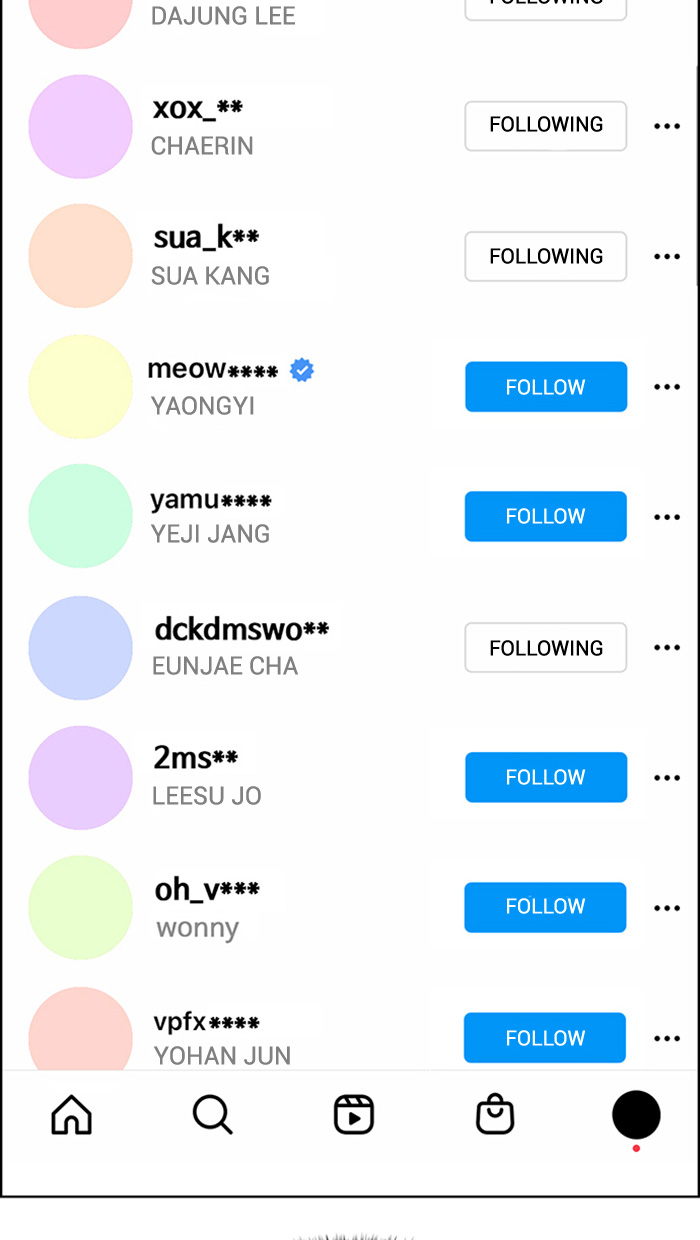 DAJUNG LEE
FOLLOWING
xox_**
CHAERIN
FOLLOWING
sua_k**
SUA KANG
FOLLOWING
meow****
YAONGYI
FOLLOW
yamu****
YEJI JANG
FOLLOW
dckdmswo**
EUNJAE CHA
FOLLOWING
2ms**
LEESU JO
FOLLOW
oh_v***
wonny
FOLLOW
vpfx****
YOHAN JUN
FOLLOW